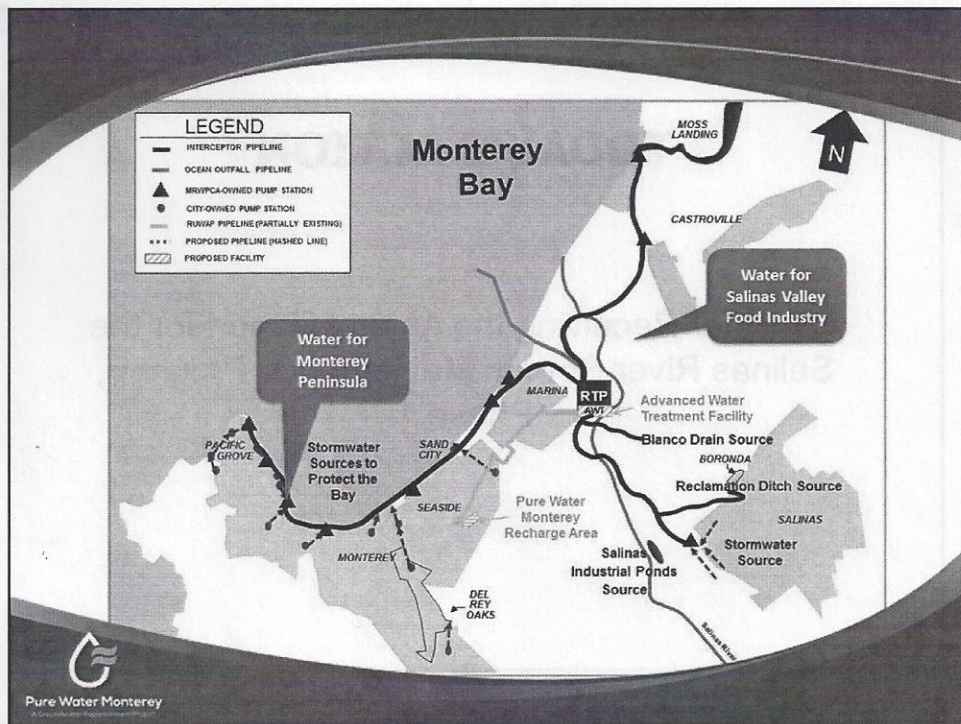 LEGEND
INTERCEPTOR PIPELINE
OCEAN OUTFALL PIPELINE
MRWPCA-OWNED PUMP STATION
CITY-OWNED PUMP STATION
RUWAP PIPELINE (PARTIALLY EXISTING)
PROPOSED PIPELINE (HASHED LINE)
PROPOSED FACILITY
Monterey
Bay
MOSS
LANDING
N
CASTROVILLE
Water for
Salinas Valley
Food Industry
Water for
Monterey
Peninsula
MARINA
RTP
AWT
Advanced Water
Treatment Facility
Blanco Drain Source
BORONDA
Reclamation Ditch Source
SALINAS
Stormwater
Source
PACIFIC
GROVE
Stormwater
Sources to
Protect the
Bay
SAND
CITY
SEASIDE
Pure Water
Monterey
Recharge Area
MONTEREY
Salinas
Industrial Ponds
Source
DEL
REY
OAKS
Salinas River
Pure Water Monterey
A Groundwater Replenishment Project